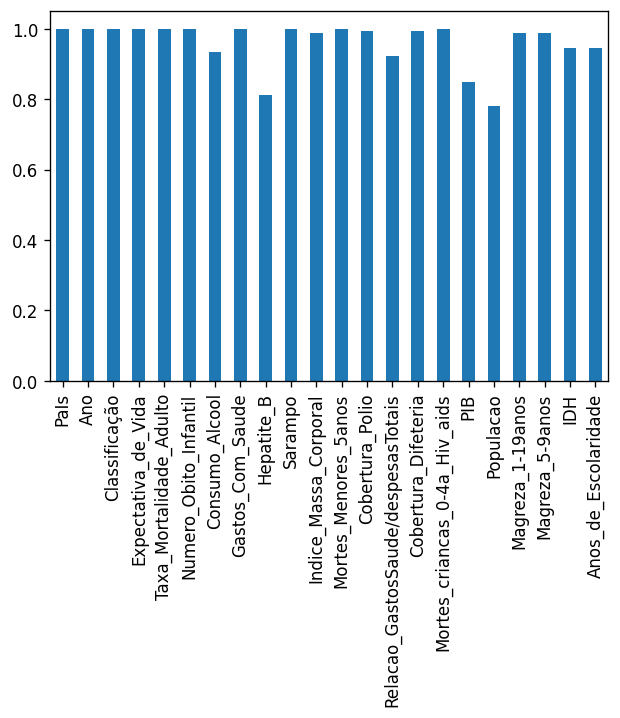 1.0
0.8
0.6
0.4
0.2
0.0
PaIs
Ano
Classificação
Expectativa_de_Vida
Taxa_Mortalidade_Adulto
Numero_Obito_Infantil
Consumo_Alcool
Gastos_Com_Saude
Hepatite_B
Sarampo
Indice_Massa_Corporal
Mortes_Menores_5anos
Cobertura_Polio
Relacao_GastosSaude/despesasTotais
Cobertura_Difeteria
Mortes_criancas_0-4a_Hiv_aids
PIB
Populacao
Magreza_1-19anos
Magreza_5-9anos
IDH
Anos_de_Escolaridade